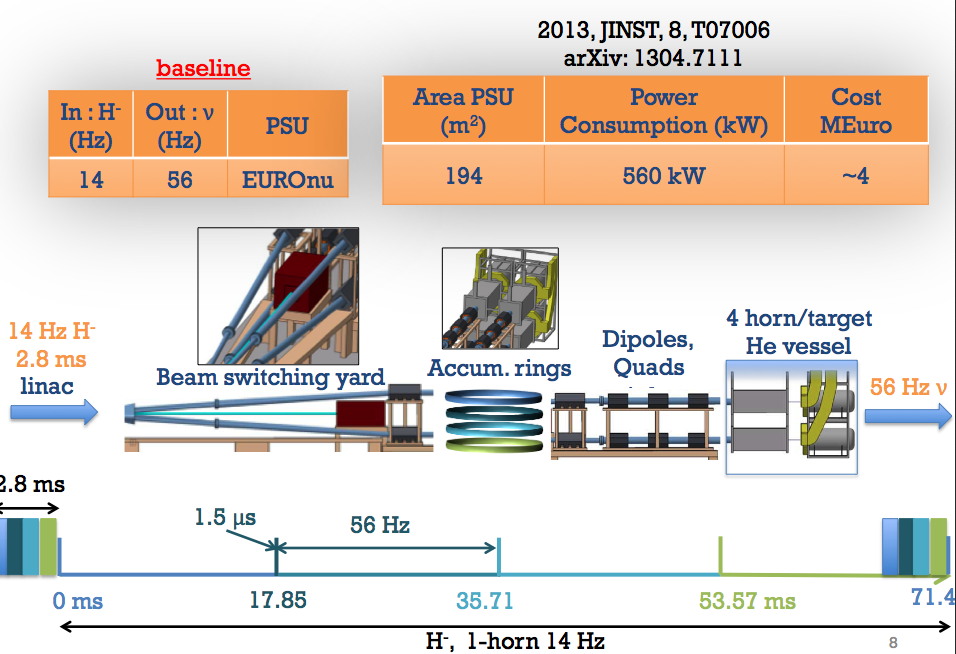 2013, JINST, 8, T07006
arXiv: 1304.7111
baseline
In : H- Out : ν PSU
(Hz) (Hz)
14 56 EUROnu
Area PSU Power Cost
(m²) Consumption (kW) MEuro
194 560 kW ~4
14 Hz H-
2.8 ms
linac
Beam switching yard
Accum. rings
Dipoles,
Quads
4 horn/target
He vessel
56 Hz ν
2.8 ms
1.5 μs
56 Hz
0 ms 17.85 35.71 53.57 ms 71.4
H-, 1-horn 14 Hz
8